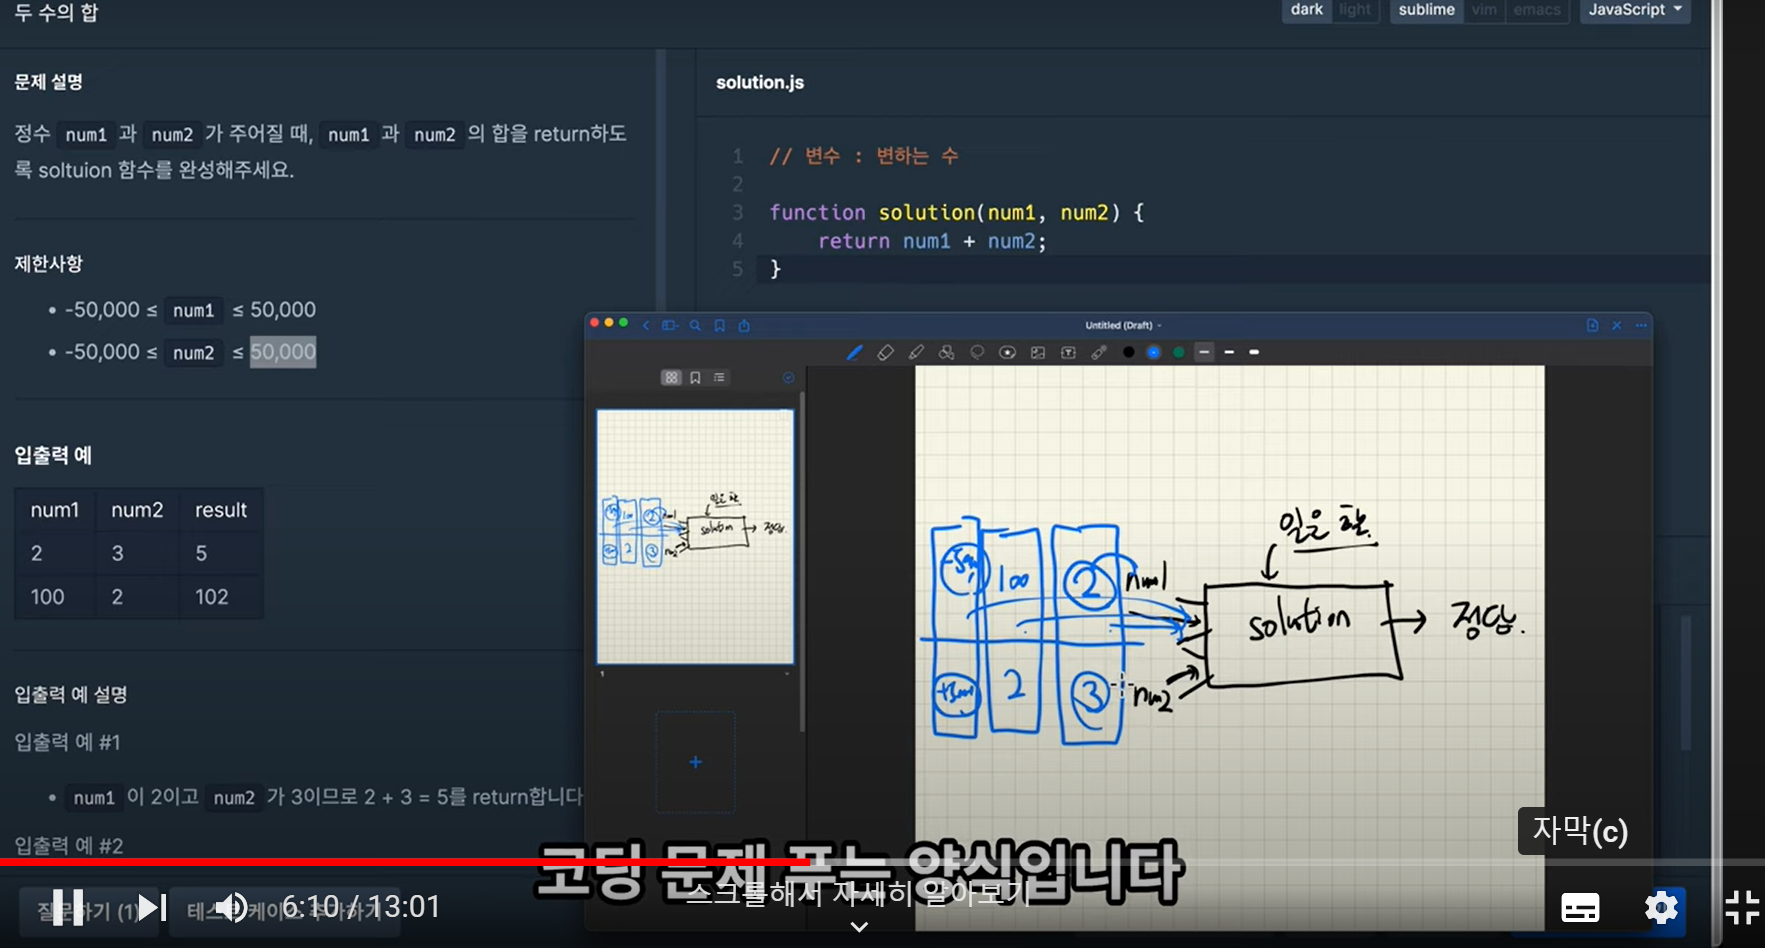 두 수의 합
dark light
sublime vim emacs
JavaScript
문제 설명
정수 num1 과 num2 가 주어질 때, num1 과 num2 의 합을 return하도
록 soltuion 함수를 완성해주세요.
제한사항
• -50,000 ≤ num1 ≤ 50,000
• -50,000 ≤ num2 ≤ 50,000
입출력 예
num1 num2 result
2 3 5
100 2 102
입출력 예 설명
입출력 예 #1
• num1 이 2이고 num2 가 3이므로 2 + 3 = 5를 return합니다
입출력 예 #2
solution.js
1 // 변수 : 변하는 수
2
3 function solution(num1, num2) {
4 return num1 + num2;
5 }
Untitled (Draft)
일을 함.
100 2 num1
solution → 정답.
2 3 num2
자막(c)
코딩 문제 푸는 양식입니다
스크롤해서 자세히 알아보기
질문하기 (1)
테스트 케이스 추가하기
6:10 / 13:01